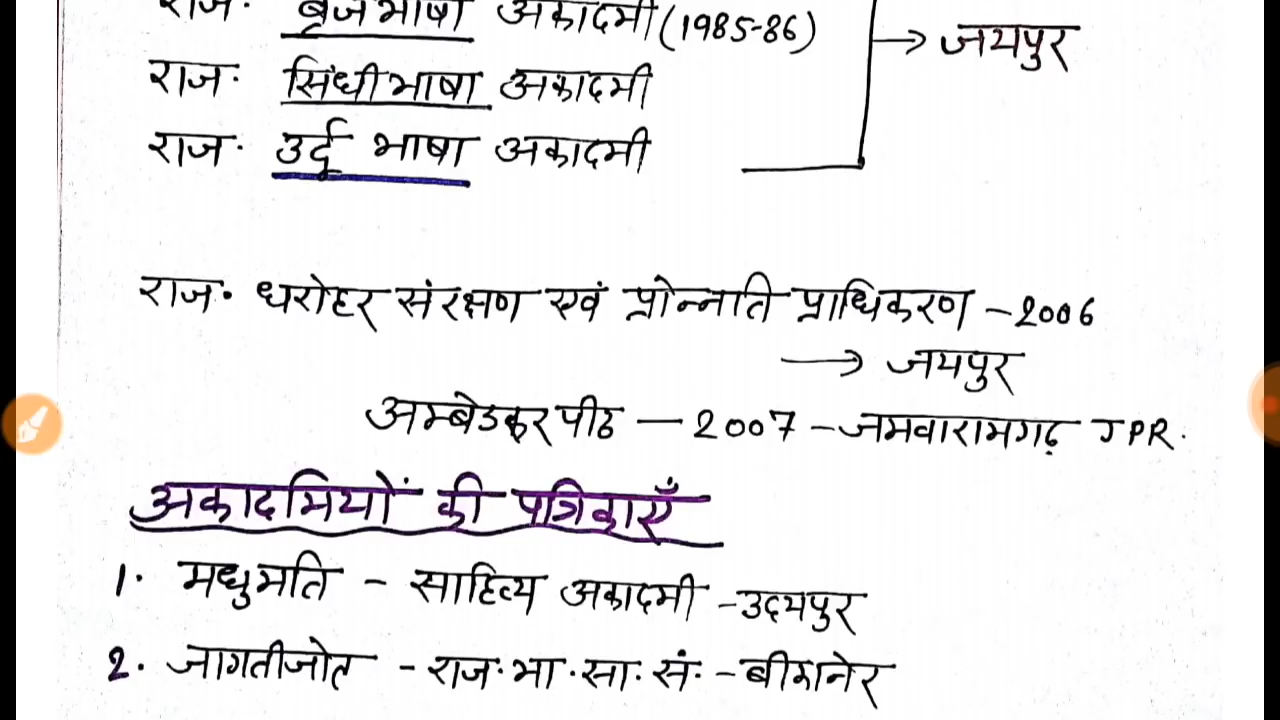 राज. बृजभाषा अकादमी (1985-86)
→ जयपुर
राज. सिंधी भाषा अकादमी
राज. उर्दू भाषा अकादमी
राज. धरोहर संरक्षण एवं प्रोन्नति प्राधिकरण - 2006
→ जयपुर
अम्बेडकर पीठ - 2007 - जमवारामगढ़ JPR.
अकादमियों की पत्रिकाएँ
1. मधुमति - साहित्य अकादमी - उदयपुर
2. जागतीजोत - राज. भा. सा. सं. - बीकानेर